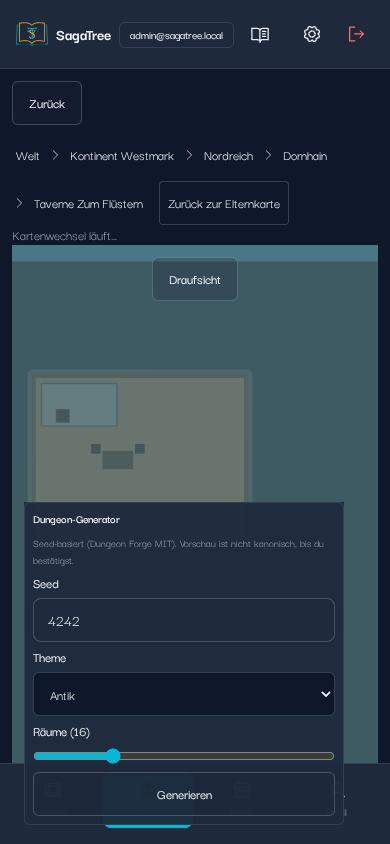 SagaTree
admin@sagatree.local
Zurück
Welt > Kontinent Westmark > Nordreich > Dornhain
> Taverne Zum Flüstern
Zurück zur Elternkarte
Kartenwechsel läuft...
Draufsicht
Dungeon-Generator
Seed-basiert (Dungeon Forge MIT). Vorschau ist nicht kanonisch, bis du
bestätigst.
Seed
4242
Theme
Antik
Räume (16)
Generieren